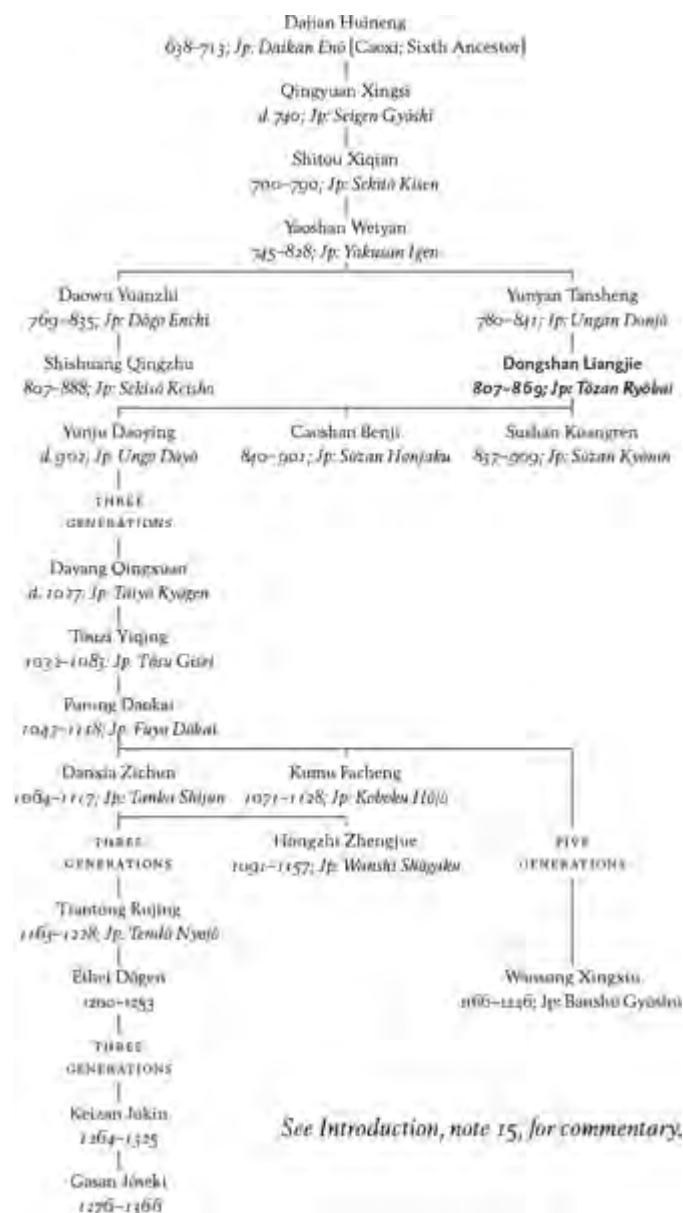 Dajian Huineng
638–713; Jp: Daikan Enō (Caoxi; Sixth Ancestor)
Qingyuan Xingsi
d. 740; Jp: Seigen Gyōshi
Shitou Xiqian
700–790; Jp: Sekitō Kisen
Yaoshan Weiyan
745–828; Jp: Yakusan Igen
Daowu Yuanzhi
769–835; Jp: Dōgo Enchi
Yunyan Tansheng
780–841; Jp: Ungan Donjō
Shishuang Qingzhu
807–888; Jp: Sekisō Keisho
Dongshan Liangjie
807–869; Jp: Tōzan Ryōkai
Yunju Daoying
d. 902; Jp: Ungo Dōyō
Caoshan Benji
840–901; Jp: Sōzan Honjaku
Sushan Kuangren
837–909; Jp: Sozan Kyōnin
THREE
GENERATIONS
Dayang Qingxuan
d. 1027; Jp: Taiyō Kyōgen
Touzi Yiqing
1032–1083; Jp: Tōsu Gisei
Furong Daokai
Jp: Fuyo Dōkai
Danxia Zichun
1064–1117; Jp: Tanka Shijun
Kumu Facheng
1071–1128; Jp: Koboku Hōjō
THREE
GENERATIONS
Hongzhi Zhengjue
1091–1157; Jp: Wanshi Shōgaku
FIVE
GENERATIONS
Tiantong Rujing
1163–1228; Jp: Tendō Nyojō
Eihei Dōgen
1200–1253
Wansong Xingxiu
1166–1246; Jp: Banshō Gyōshū
THREE
GENERATIONS
Keizan Jōkin
1264–1325
See Introduction, note 15, for commentary.
Gasan Jōseki
1276–1366